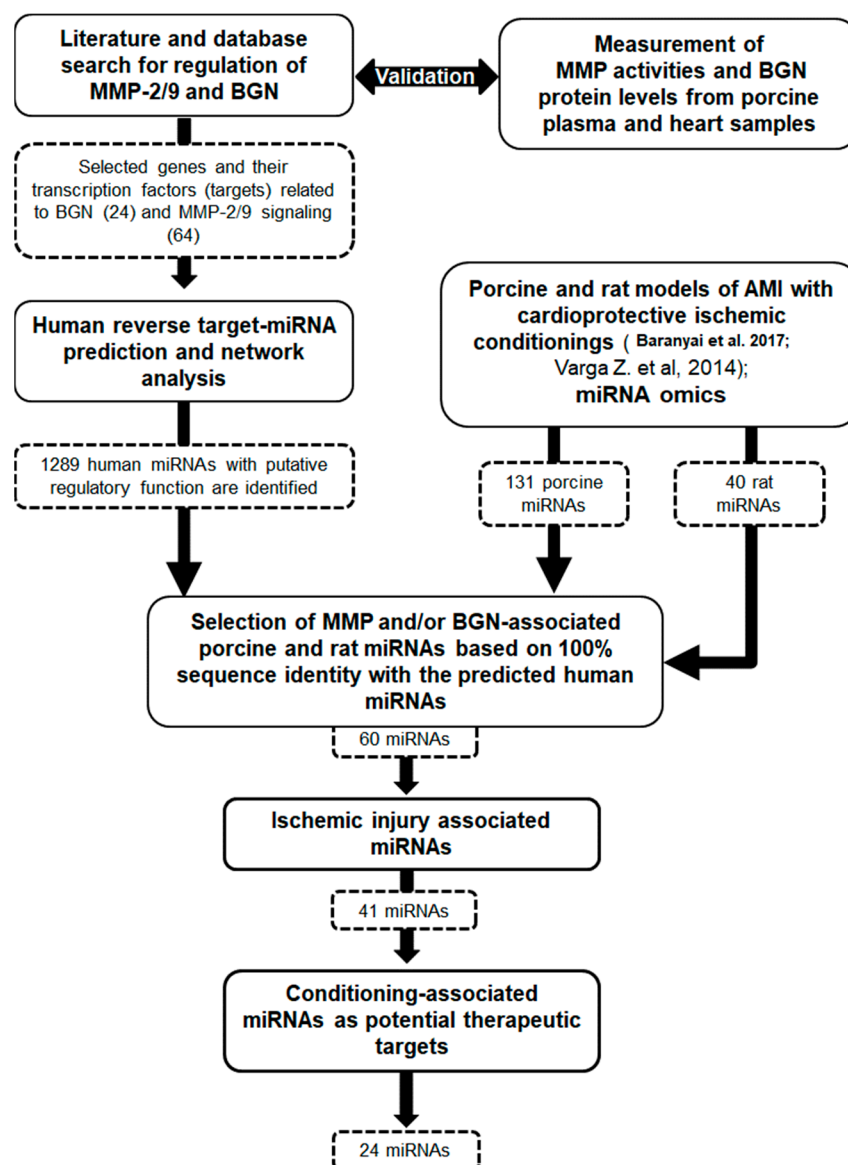 Literature and database
search for regulation of
MMP-2/9 and BGN
Validation
Measurement of
MMP activities and BGN
protein levels from porcine
plasma and heart samples
Selected genes and their
transcription factors (targets) related
to BGN (24) and MMP-2/9 signaling
(64)
Human reverse target-miRNA
prediction and network
analysis
Porcine and rat models of AMI with
cardioprotective ischemic
conditionings ( Baranyai et al. 2017;
Varga Z. et al, 2014);
miRNA omics
1289 human miRNAs with putative
regulatory function are identified
131 porcine
miRNAs
40 rat
miRNAs
Selection of MMP and/or BGN-associated
porcine and rat miRNAs based on 100%
sequence identity with the predicted human
miRNAs
60 miRNAs
Ischemic injury associated
miRNAs
41 miRNAs
Conditioning-associated
miRNAs as potential therapeutic
targets
24 miRNAs